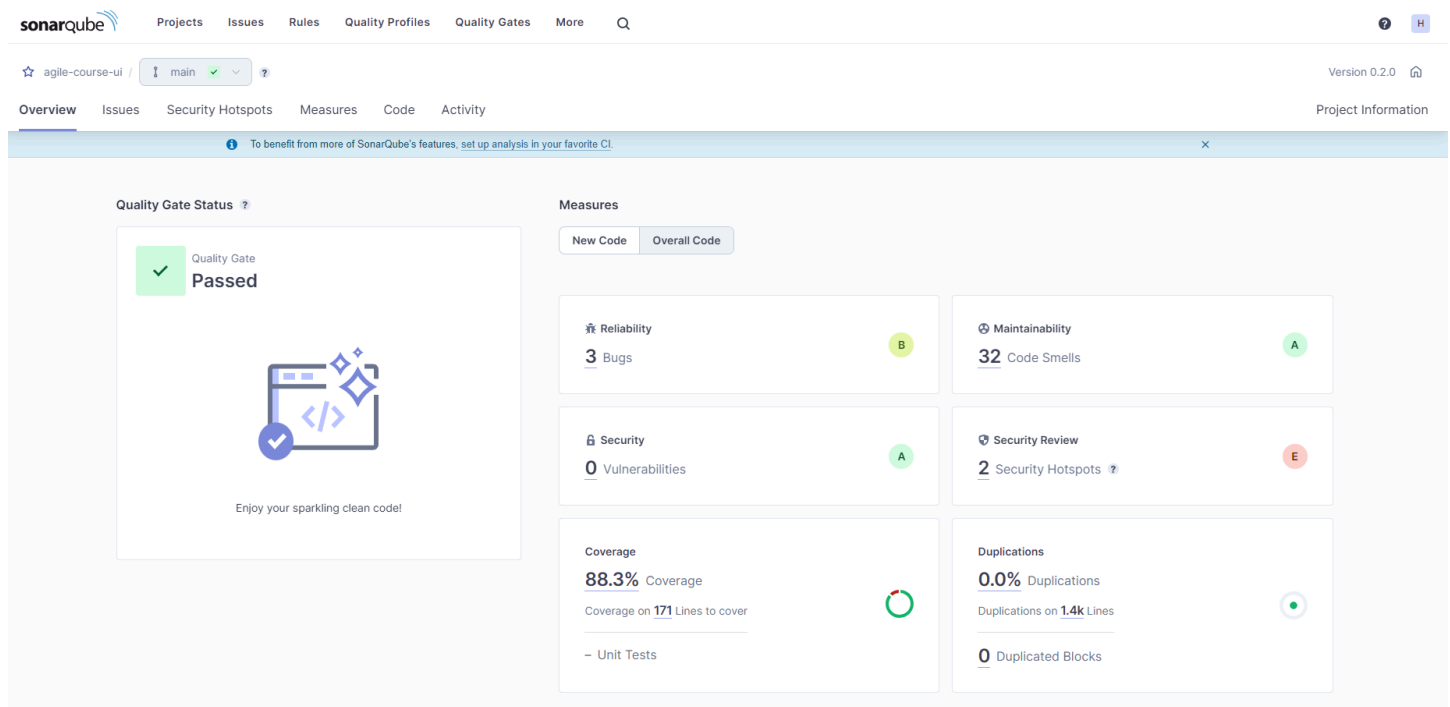 sonarqube Projects Issues Rules Quality Profiles Quality Gates More ? H
agile-course-ui / main ? Version 0.2.0
Overview Issues Security Hotspots Measures Code Activity Project Information
To benefit from more of SonarQube's features, set up analysis in your favorite CI.
Quality Gate Status ?
Quality Gate
Passed
Enjoy your sparkling clean code!
Measures
New Code Overall Code
Reliability
3 Bugs
B
Maintainability
32 Code Smells
A
Security
0 Vulnerabilities
A
Security Review
2 Security Hotspots ?
E
Coverage
88.3% Coverage
Coverage on 171 Lines to cover
– Unit Tests
Duplications
0.0% Duplications
Duplications on 1.4k Lines
0 Duplicated Blocks